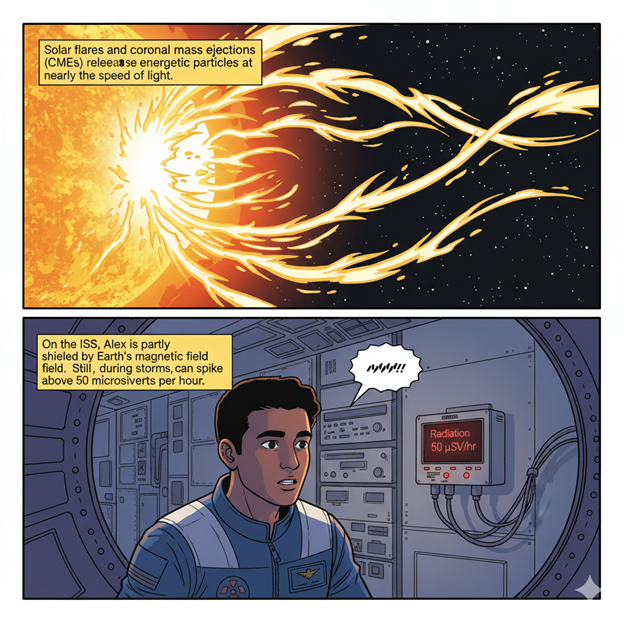 Solar flares and coronal mass ejections
(CMEs) releease energetic particles at
nearly the speed of light.
On the ISS, Alex is partly
shieled by Earth's magnetic field
field. Still, during storms, can spike
above 50 microsiverts per hour.
Radiation
50 µSV/hr